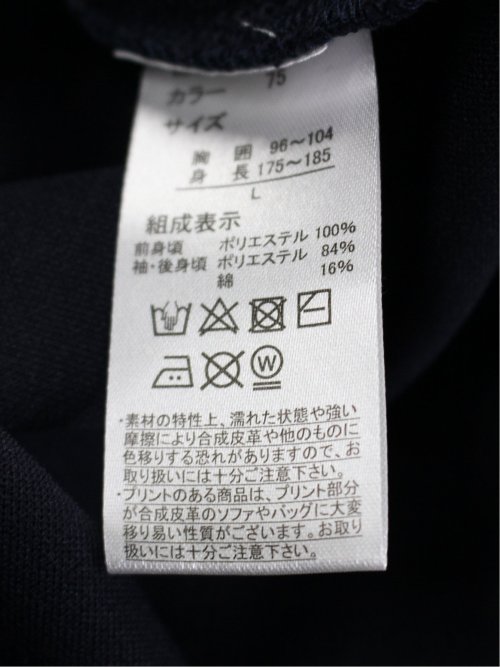 カラー 75
サイズ
胸囲 96～104
身長 175～185
L
組成表示
前身頃 ポリエステル 100%
袖・後身頃 ポリエステル 84%
綿 16%
W
・素材の特性上、濡れた状態や強い
摩擦により合成皮革や他のものに
色移りする恐れがありますので、お
取り扱いには十分ご注意下さい。
・プリントのある商品は、プリント部分
が合成皮革のソファやバッグに大変
移り易い性質がございます。お取り
扱いには十分ご注意下さい。